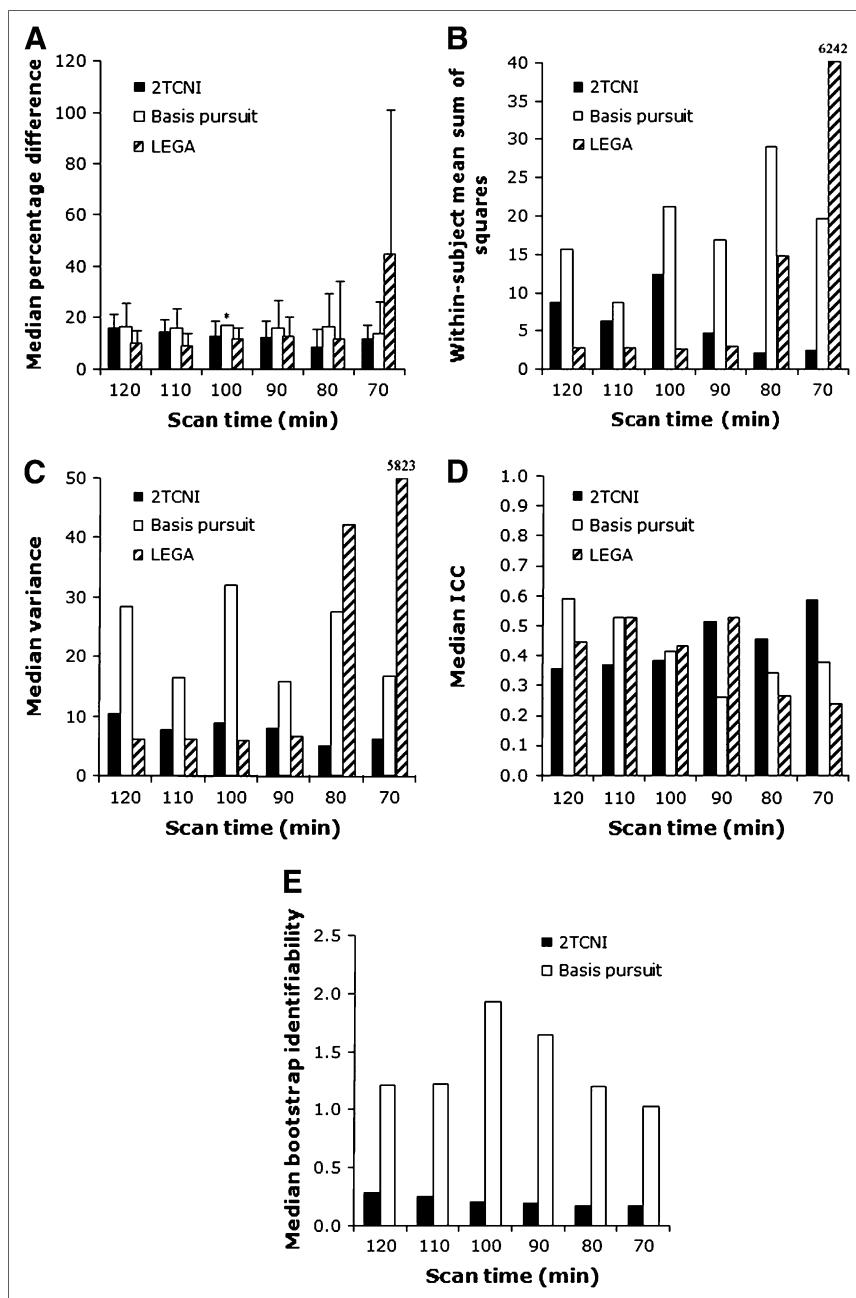 A
Median percentage difference
120
100
80
60
40
20
0
2TCNI
Basis pursuit
LEGA
*
120 110 100 90 80 70
Scan time (min)
B
Within-subject mean sum of
squares
6242
40
35
30
25
20
15
10
5
0
2TCNI
Basis pursuit
LEGA
120 110 100 90 80 70
Scan time (min)
C
Median variance
5823
50
40
30
20
10
0
2TCNI
Basis pursuit
LEGA
120 110 100 90 80 70
Scan time (min)
D
Median ICC
1.0
0.9
0.8
0.7
0.6
0.5
0.4
0.3
0.2
0.1
0.0
2TCNI
Basis pursuit
LEGA
120 110 100 90 80 70
Scan time (min)
E
Median bootstrap identifiability
2.5
2.0
1.5
1.0
0.5
0.0
2TCNI
Basis pursuit
120 110 100 90 80 70
Scan time (min)